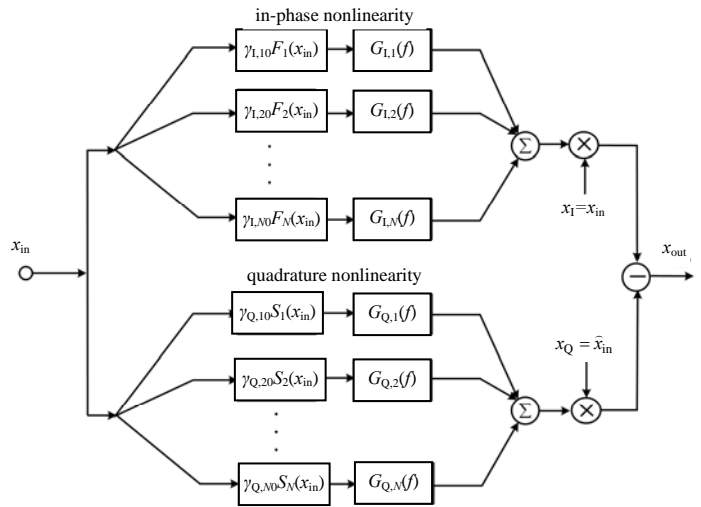 in-phase nonlinearity
γI,10F1(xin) GI,1(f)
γI,20F2(xin) GI,2(f)
γI,N0FN(xin) GI,N(f)
Σ ×
xI=xin
xin
xout
−
quadrature nonlinearity
γQ,10S1(xin) GQ,1(f)
xQ = x̂in
γQ,20S2(xin) GQ,2(f)
Σ ×
γQ,N0SN(xin) GQ,N(f)